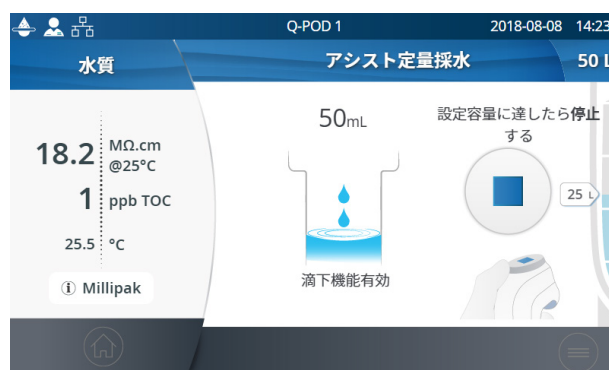 Q-POD 1
2018-08-08 14:23
水質
アシスト定量採水
50 L
18.2 MΩ.cm
@25°C
1 ppb TOC
25.5 °C
Millipak
50mL
滴下機能有効
設定容量に達したら停止
する
25 L